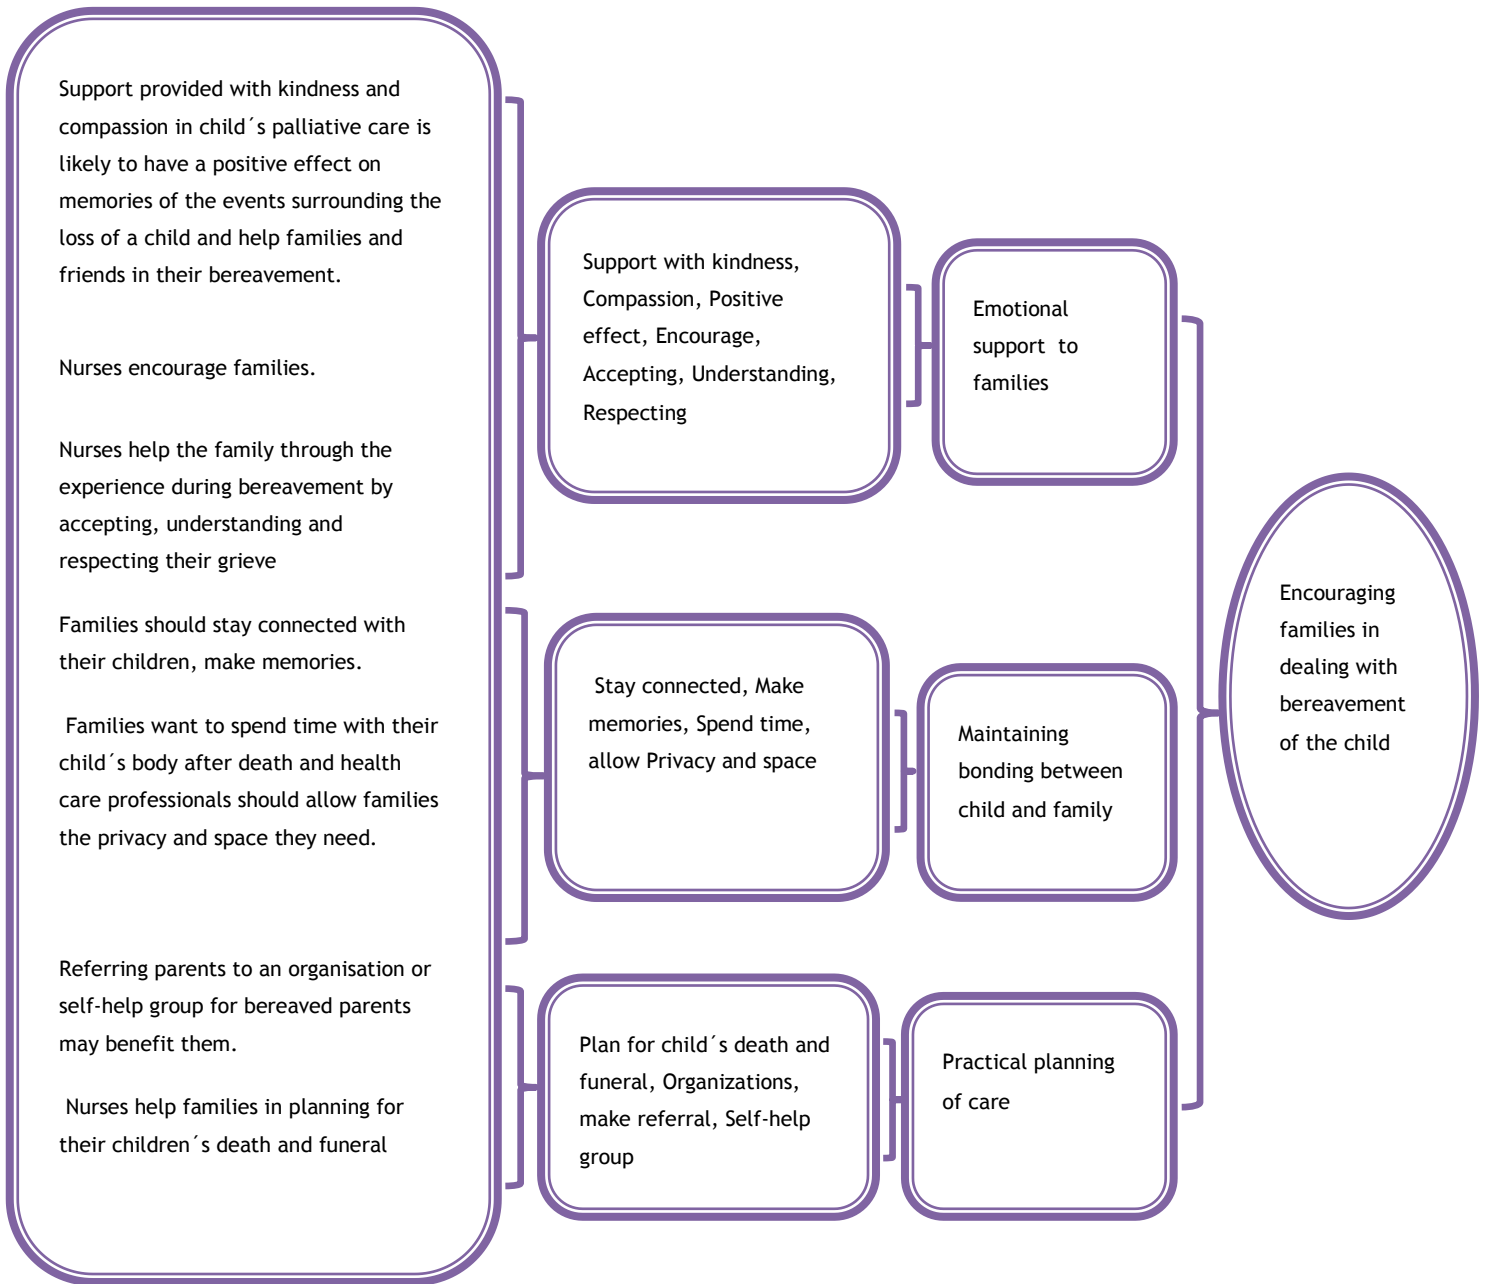 Support provided with kindness and
compassion in child´s palliative care is
likely to have a positive effect on
memories of the events surrounding the
loss of a child and help families and
friends in their bereavement.
Nurses encourage families.
Nurses help the family through the
experience during bereavement by
accepting, understanding and
respecting their grieve
Families should stay connected with
their children, make memories.
Families want to spend time with their
child´s body after death and health
care professionals should allow families
the privacy and space they need.
Referring parents to an organisation or
self-help group for bereaved parents
may benefit them.
Nurses help families in planning for
their children´s death and funeral
Support with kindness,
Compassion, Positive
effect, Encourage,
Accepting, Understanding,
Respecting
Stay connected, Make
memories, Spend time,
allow Privacy and space
Plan for child´s death and
funeral, Organizations,
make referral, Self-help
group
Emotional
support to
families
Maintaining
bonding between
child and family
Practical planning
of care
Encouraging
families in
dealing with
bereavement
of the child